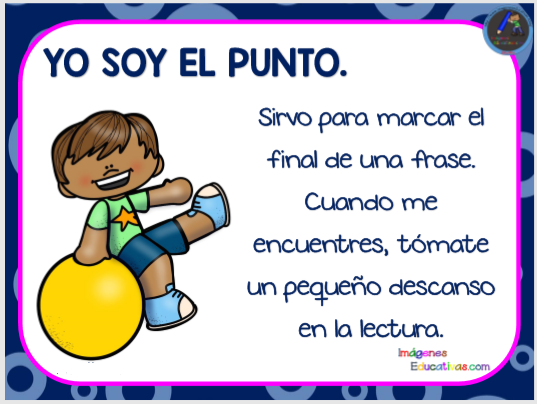 YO SOY EL PUNTO.
Sirvo para marcar el
final de una frase.
Cuando me
encuentres, tómate
un pequeño descanso
en la lectura.
Imágenes
Educativas.com